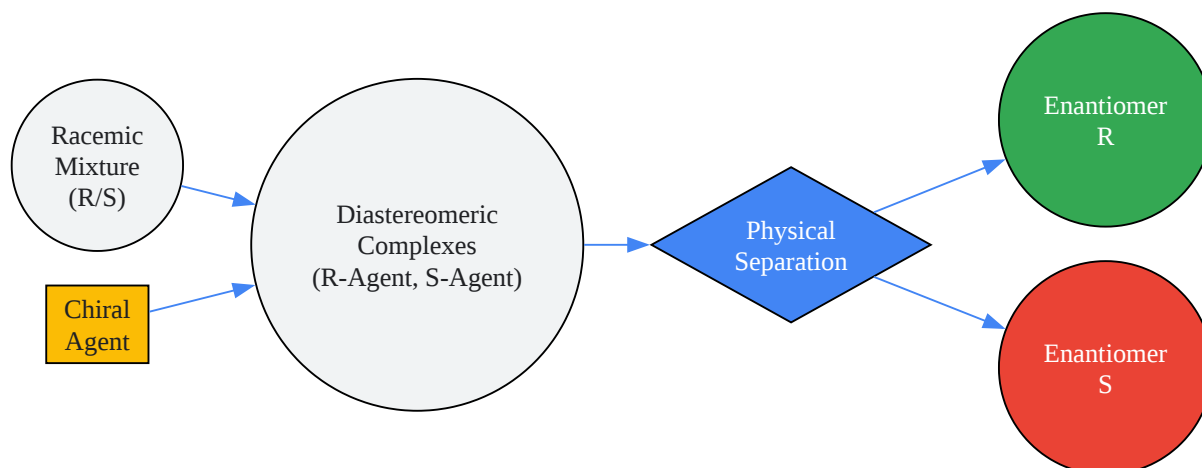 Racemic
Mixture
(R/S)
Chiral
Agent
Diastereomeric
Complexes
(R-Agent, S-Agent)
Physical
Separation
Enantiomer
R
Enantiomer
S